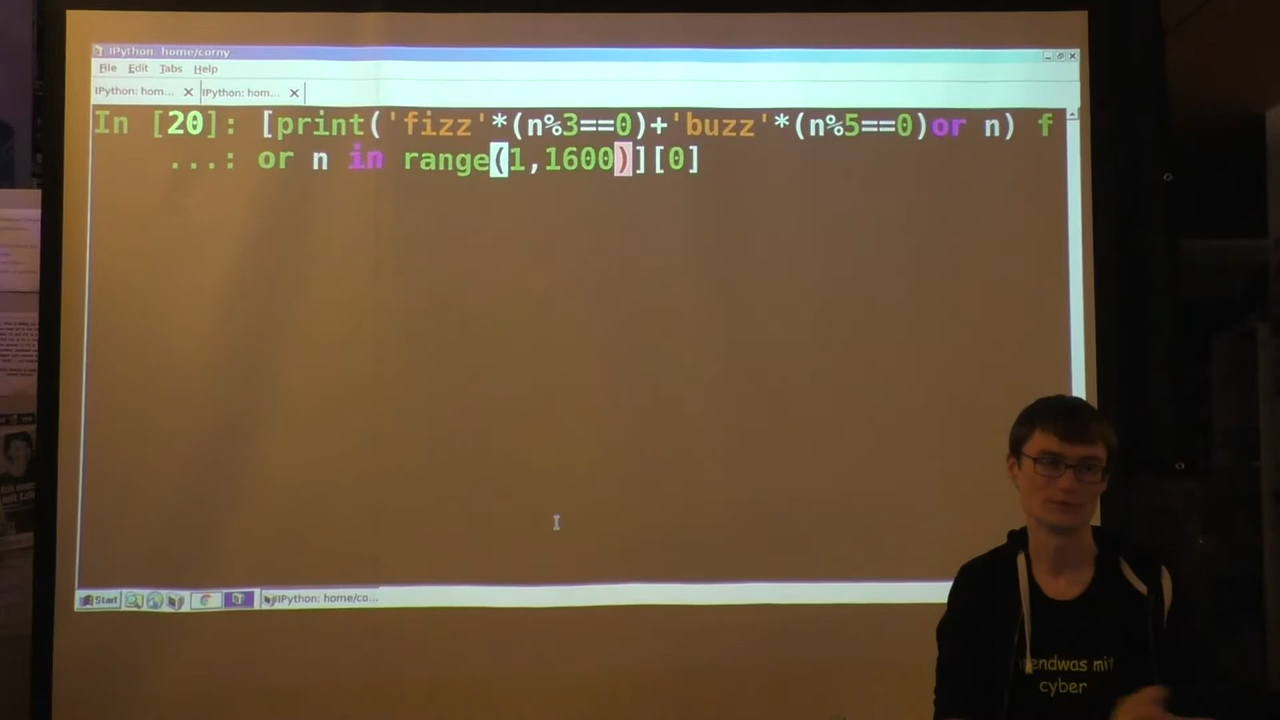 IPython: home/corny
File Edit Tabs Help
IPython: hom... IPython: hom...
In [20]: [print('fizz'*(n%3==0)+'buzz'*(n%5==0)or n) f
...: or n in range(1,1600)][0]
Start IPython: home/co...
endwas mit
cyber